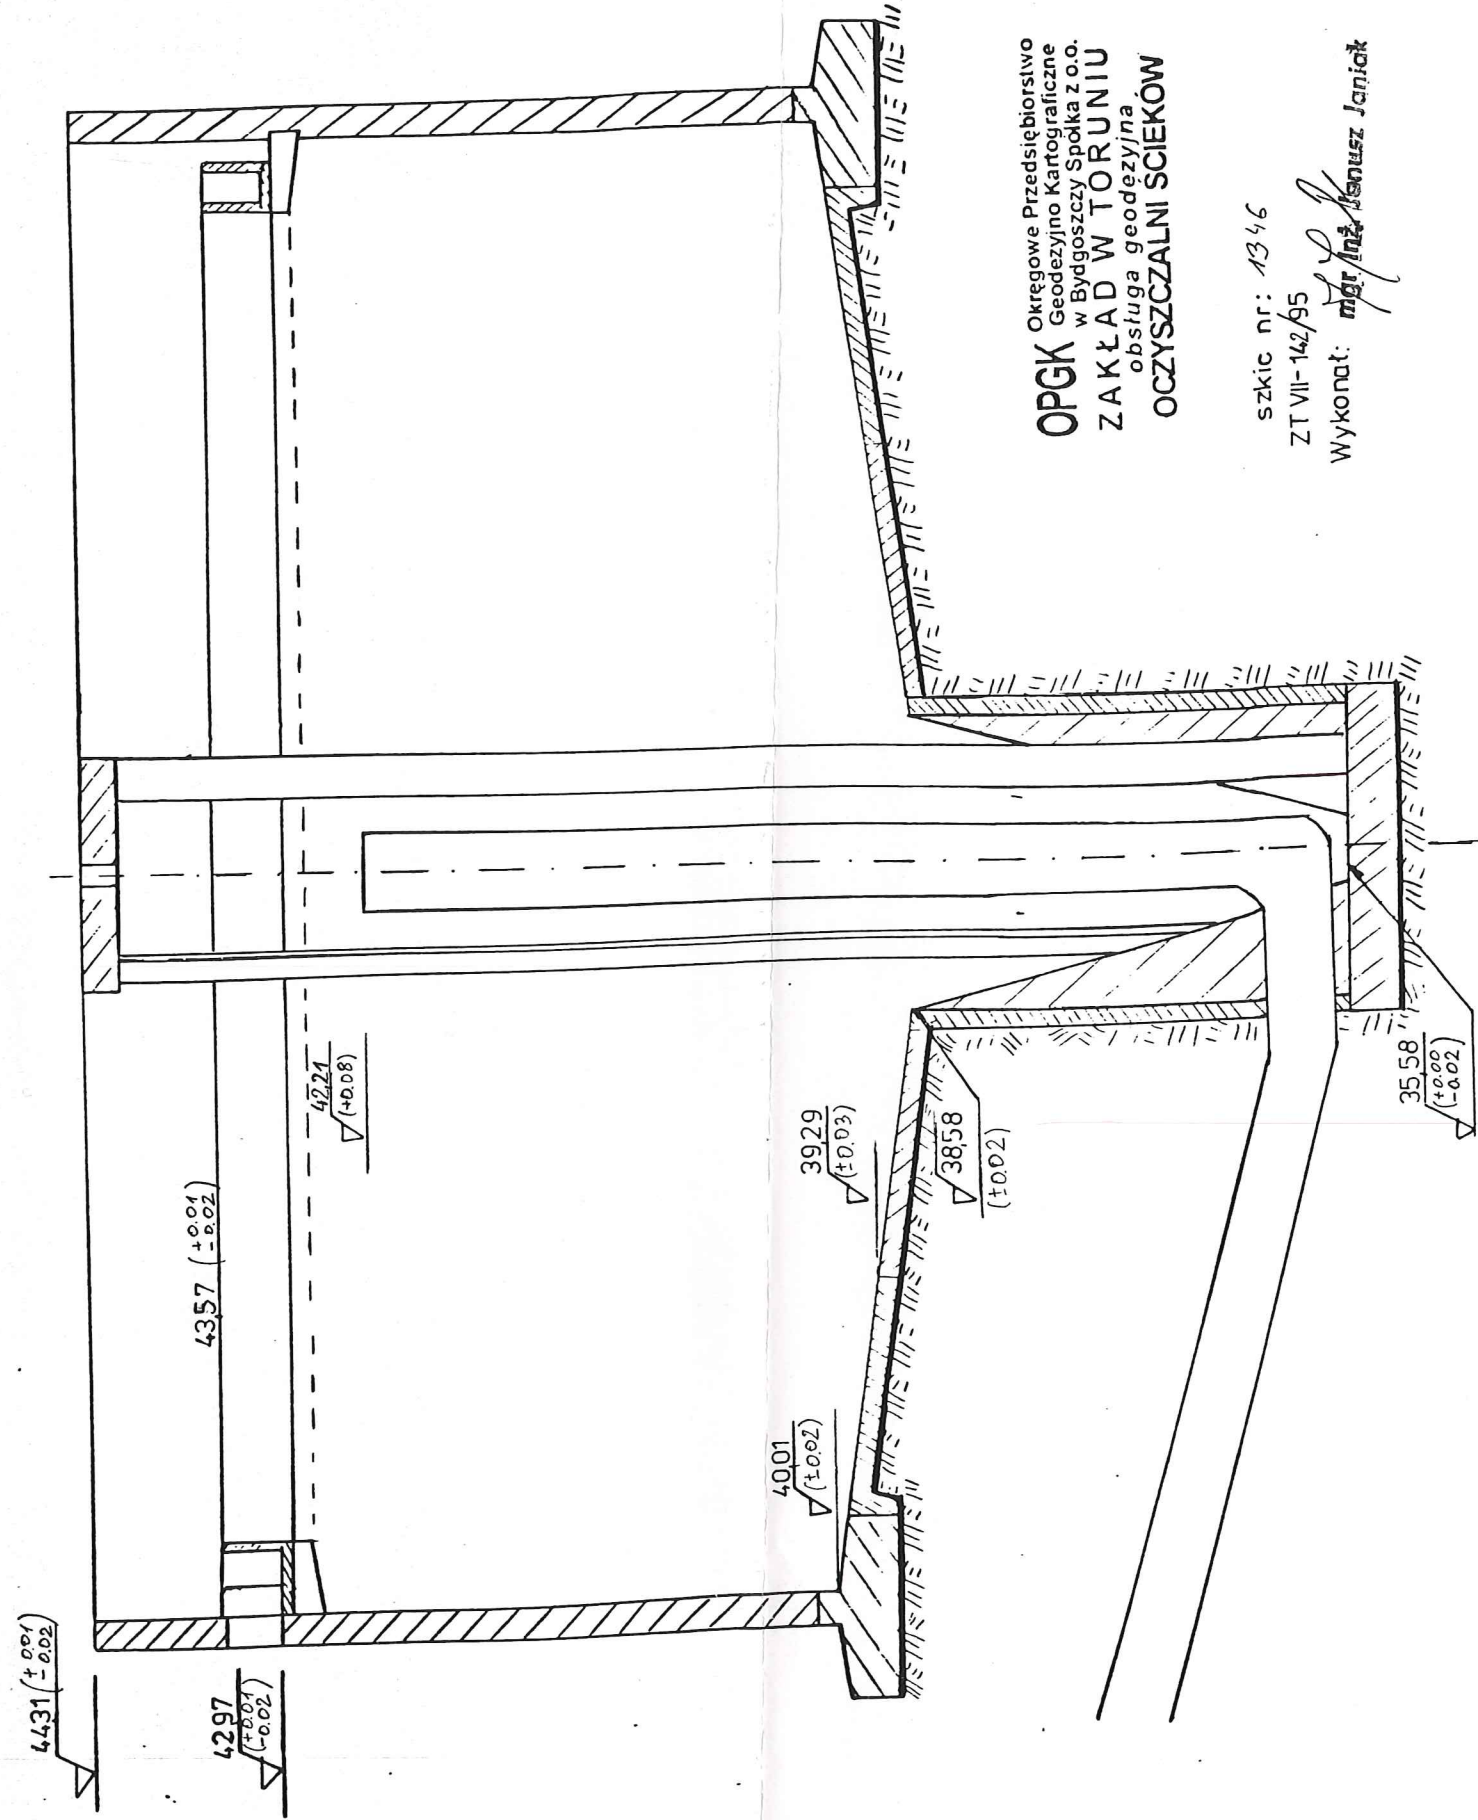 44.31 (+0.01
-0.02)
42.97
(+0.01
-0.02)
43.57 (+0.01
-0.02)
42.21
(+0.08)
40.01
(±0.02)
39.29
(±0.03)
38.58
(±0.02)
35.58
(+0.00
-0.02)
OPGK Okręgowe Przedsiębiorstwo
Geodezyjno Kartograficzne
w Bydgoszczy Spółka z o.o.
ZAKŁAD W TORUNIU
obsługa geodezyjna
OCZYSZCZALNI ŚCIEKÓW
szkic nr: 1346
ZT VII-142/95
Wykonał: mgr inż. Janusz Janiak